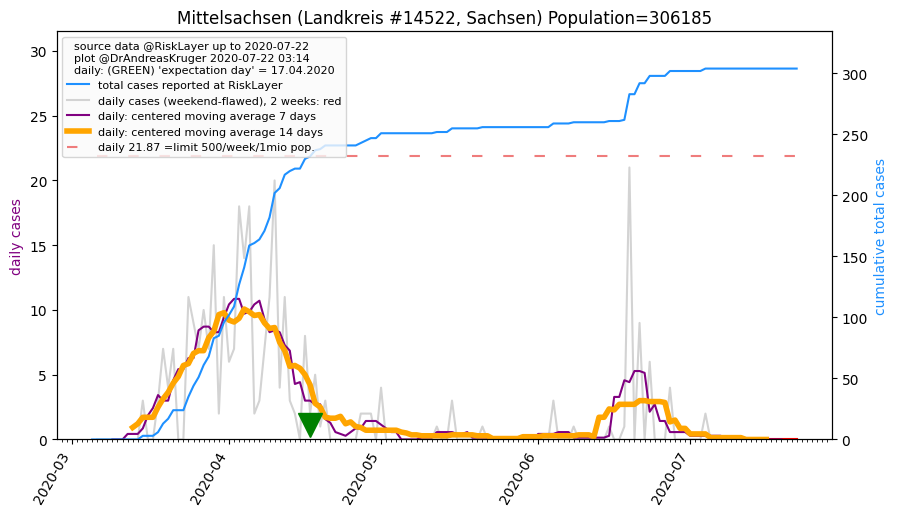 Mittelsachsen (Landkreis #14522, Sachsen) Population=306185
source data @RiskLayer up to 2020-07-22
plot @DrAndreasKruger 2020-07-22 03:14
daily: (GREEN) 'expectation day' = 17.04.2020
total cases reported at RiskLayer
daily cases (weekend-flawed), 2 weeks: red
daily: centered moving average 7 days
daily: centered moving average 14 days
daily 21.87 =limit 500/week/1mio pop.
daily cases
30
25
20
15
10
5
0
cumulative total cases
300
250
200
150
100
50
0
2020-03
2020-04
2020-05
2020-06
2020-07